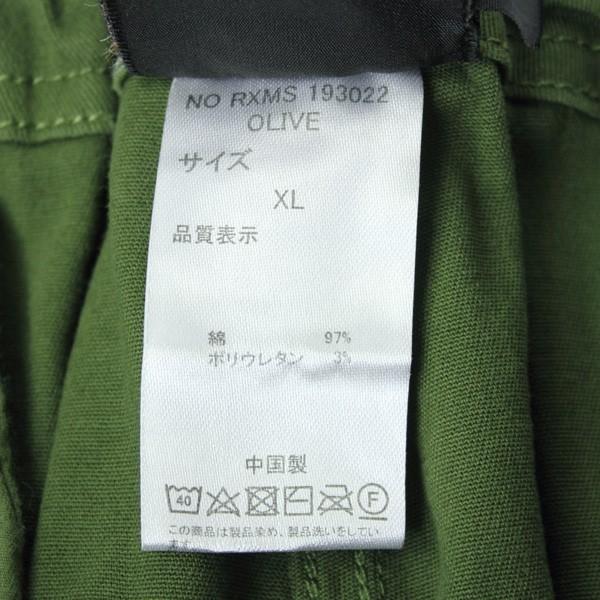 NO RXMS 193022
OLIVE
サイズ
XL
品質表示
綿 97%
ポリウレタン 3%
中国製
40 F
この商品は製品染め、製品洗いをしてい
ます。